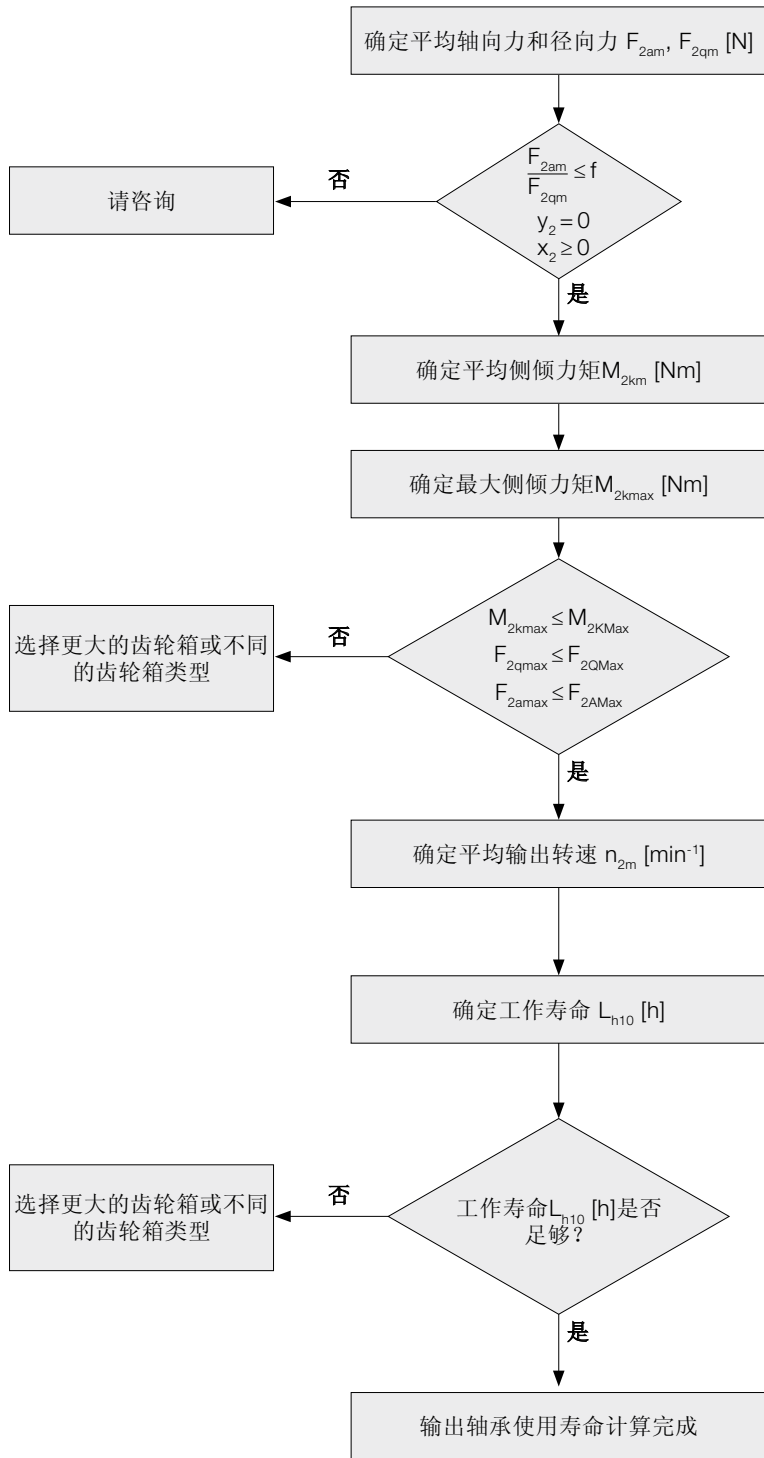 确定平均轴向力和径向力 F₂ₐₘ, F₂qₘ [N]
F₂ₐₘ
F₂qₘ
≤ f
y₂ = 0
x₂ ≥ 0
否
请咨询
是
确定平均侧倾力矩M₂ₖₘ [Nm]
确定最大侧倾力矩M₂ₖₘₐₓ [Nm]
M₂ₖₘₐₓ ≤ M₂KMax
F₂qmax ≤ F₂QMax
F₂amax ≤ F₂AMax
否
选择更大的齿轮箱或不同
的齿轮箱类型
是
确定平均输出转速 n₂ₘ [min⁻¹]
确定工作寿命 Lₕ₁₀ [h]
工作寿命Lₕ₁₀ [h]是否
足够？
否
选择更大的齿轮箱或不同
的齿轮箱类型
是
输出轴承使用寿命计算完成